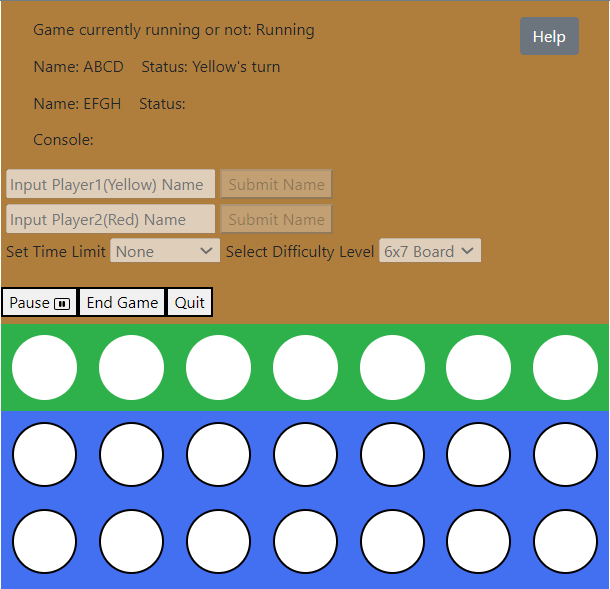 Game currently running or not: Running
Help
Name: ABCD Status: Yellow's turn
Name: EFGH Status:
Console:
Input Player1(Yellow) Name Submit Name
Input Player2(Red) Name Submit Name
Set Time Limit None Select Difficulty Level 6x7 Board
Pause End Game Quit